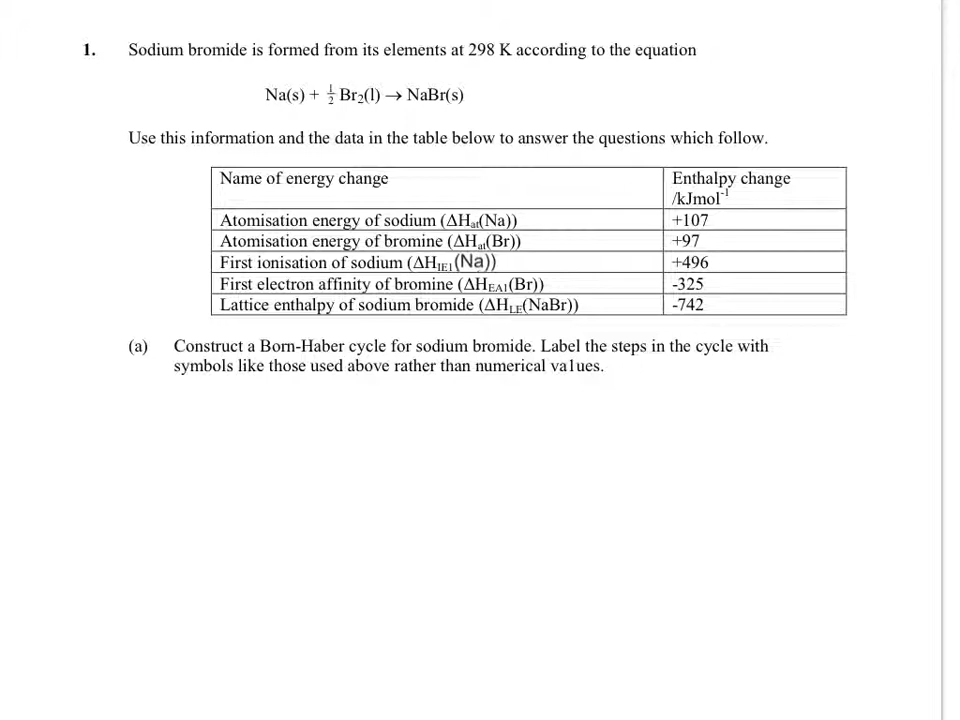 1. Sodium bromide is formed from its elements at 298 K according to the equation
Na(s) + ½ Br₂(l) → NaBr(s)
Use this information and the data in the table below to answer the questions which follow.
Name of energy change Enthalpy change
/kJmol⁻¹
Atomisation energy of sodium (ΔHₐₜ(Na)) +107
Atomisation energy of bromine (ΔHₐₜ(Br)) +97
First ionisation of sodium (ΔH_IE1(Na)) +496
First electron affinity of bromine (ΔH_EA1(Br)) -325
Lattice enthalpy of sodium bromide (ΔH_LE(NaBr)) -742
(a) Construct a Born-Haber cycle for sodium bromide. Label the steps in the cycle with
symbols like those used above rather than numerical values.